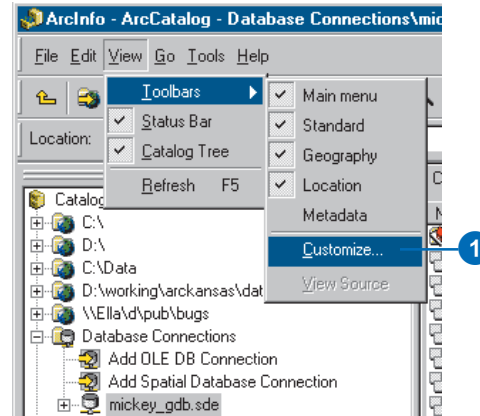 ArcInfo - ArcCatalog - Database Connections\mic
File Edit View Go Tools Help
Toolbars
Status Bar
Catalog Tree
Refresh F5
Main menu
Standard
Geography
Location
Metadata
Customize...
View Source
1
Location:
Catalog
C:\
D:\
C:\Data
D:\working\arckansas\dat
\\Ella\d\pub\bugs
Database Connections
Add OLE DB Connection
Add Spatial Database Connection
mickey_gdb.sde
C
N